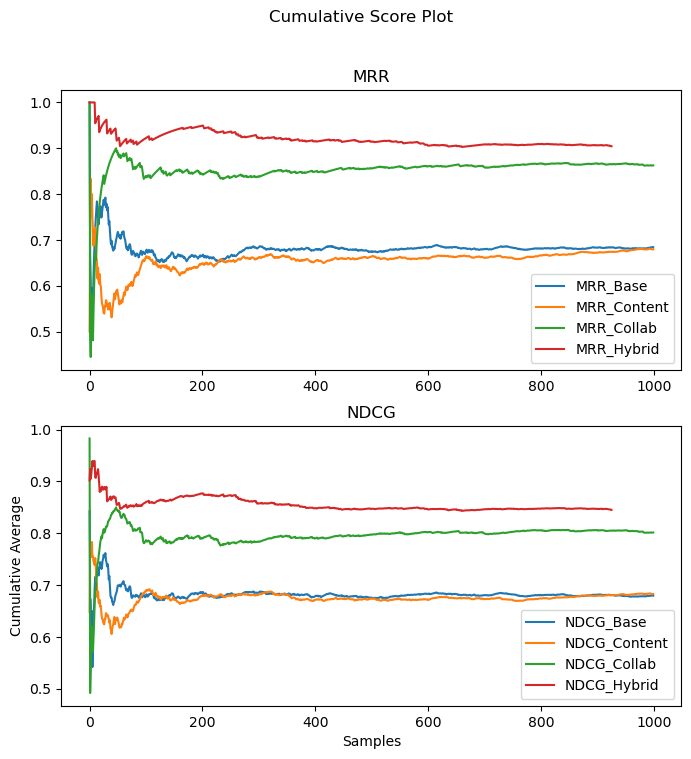 Cumulative Score Plot
MRR
1.0
0.9
0.8
0.7
0.6
0.5
MRR_Base
MRR_Content
MRR_Collab
MRR_Hybrid
0
200
400
600
800
1000
NDCG
Cumulative Average
1.0
0.9
0.8
0.7
0.6
0.5
NDCG_Base
NDCG_Content
NDCG_Collab
NDCG_Hybrid
0
200
400
600
800
1000
Samples